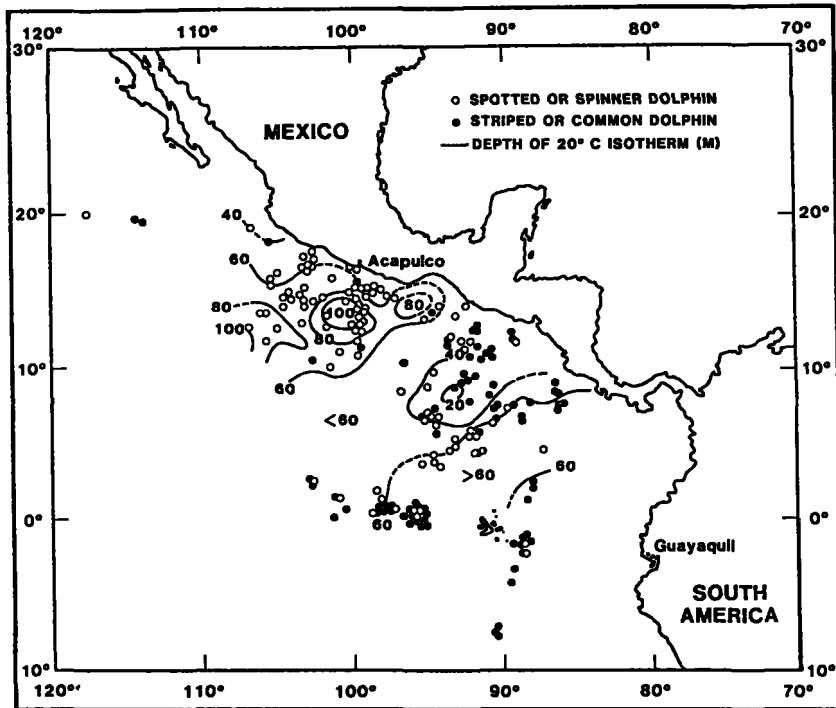 120° 110° 100° 90° 80° 70°
30° 30°
○ SPOTTED OR SPINNER DOLPHIN
● STRIPED OR COMMON DOLPHIN
— DEPTH OF 20° C ISOTHERM (M)
MEXICO
20° 20°
40
60
Acapulco
80
80
100
100
80
60
40
10° 10°
20
<60
>60
60
0° 60 0°
Guayaquil
SOUTH
AMERICA
10° 10°
120° 110° 100° 90° 80° 70°